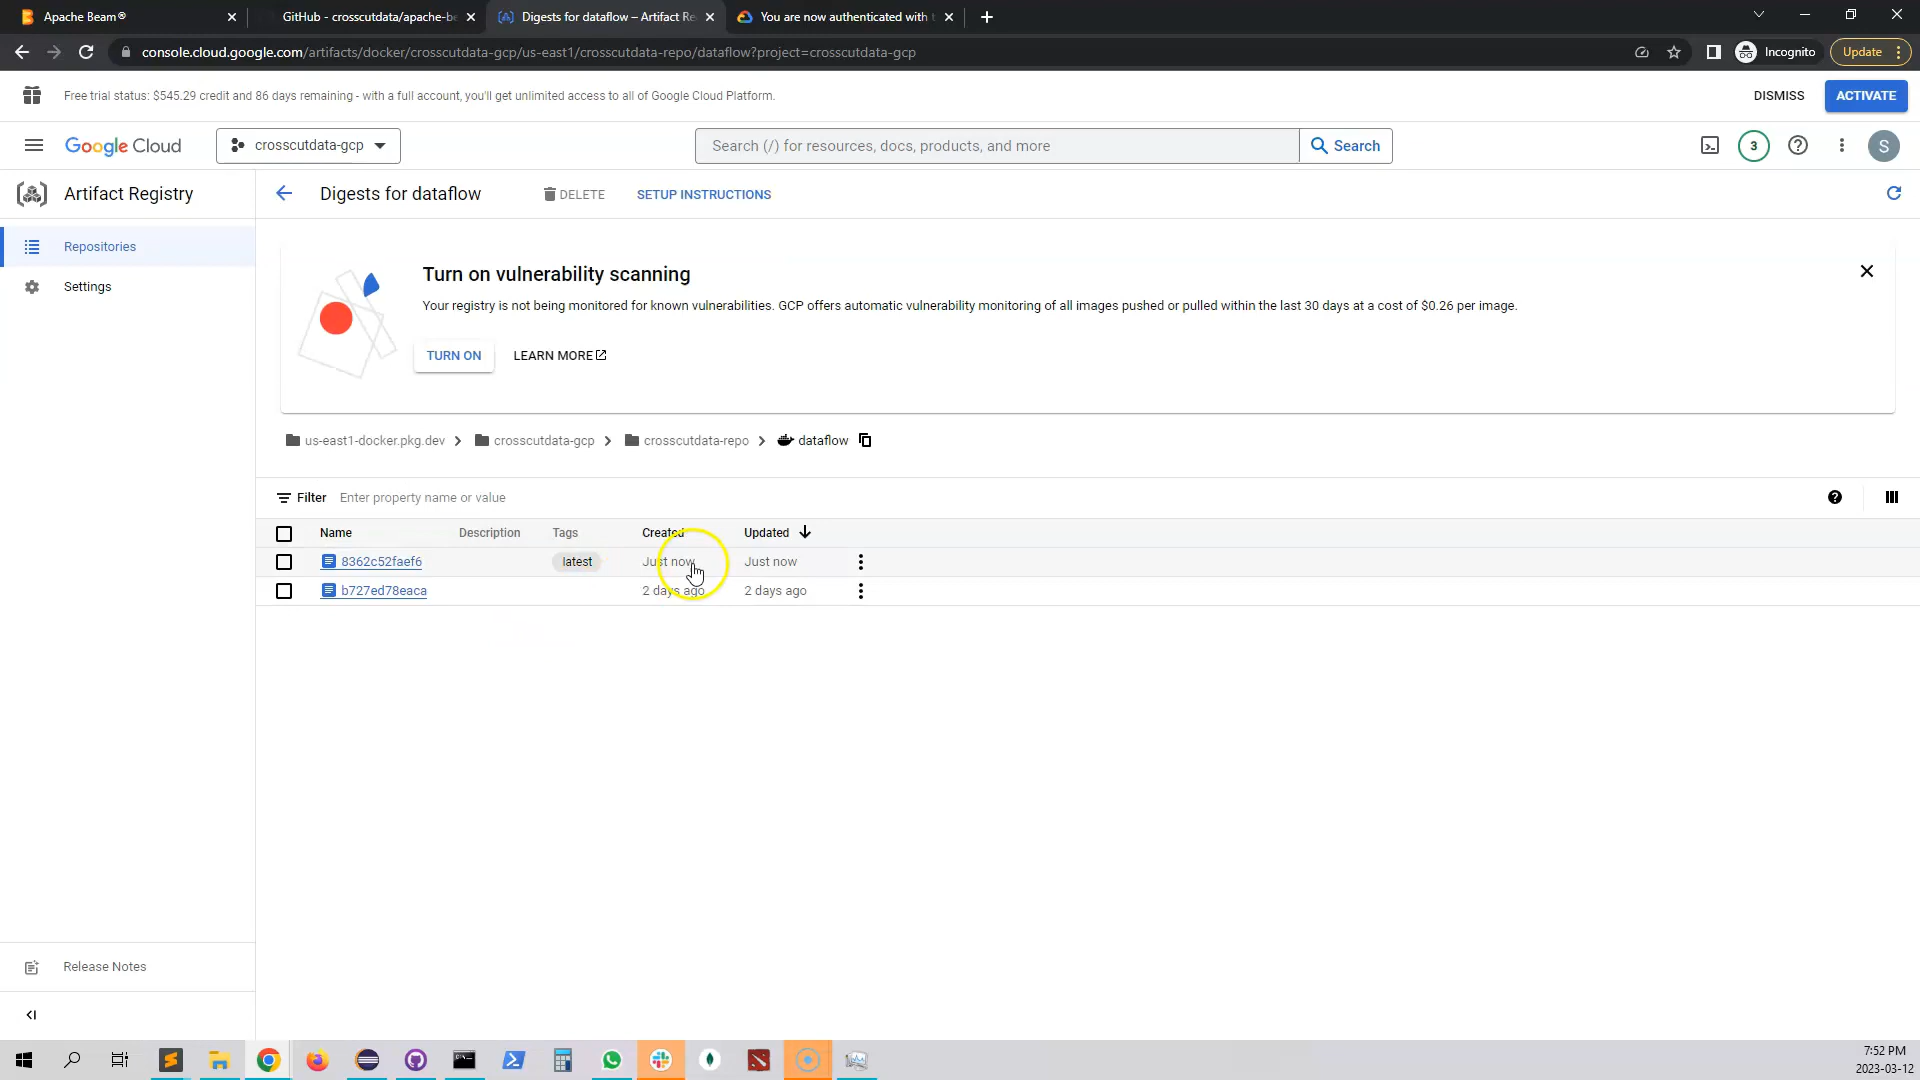 Apache Beam®
GitHub - crosscutdata/apache-be
Digests for dataflow – Artifact Re
You are now authenticated with t
console.cloud.google.com/artifacts/docker/crosscutdata-gcp/us-east1/crosscutdata-repo/dataflow?project=crosscutdata-gcp
Incognito
Update
Free trial status: $545.29 credit and 86 days remaining - with a full account, you'll get unlimited access to all of Google Cloud Platform.
DISMISS
ACTIVATE
Google Cloud
crosscutdata-gcp
Search (/) for resources, docs, products, and more
Search
3
S
Artifact Registry
Digests for dataflow
DELETE
SETUP INSTRUCTIONS
Repositories
Settings
Turn on vulnerability scanning
Your registry is not being monitored for known vulnerabilities. GCP offers automatic vulnerability monitoring of all images pushed or pulled within the last 30 days at a cost of $0.26 per image.
TURN ON
LEARN MORE
us-east1-docker.pkg.dev
crosscutdata-gcp
crosscutdata-repo
dataflow
Filter Enter property name or value
Name Description Tags Created Updated
8362c52faef6 latest Just now Just now
b727ed78eaca 2 days ago 2 days ago
Release Notes
7:52 PM
2023-03-12